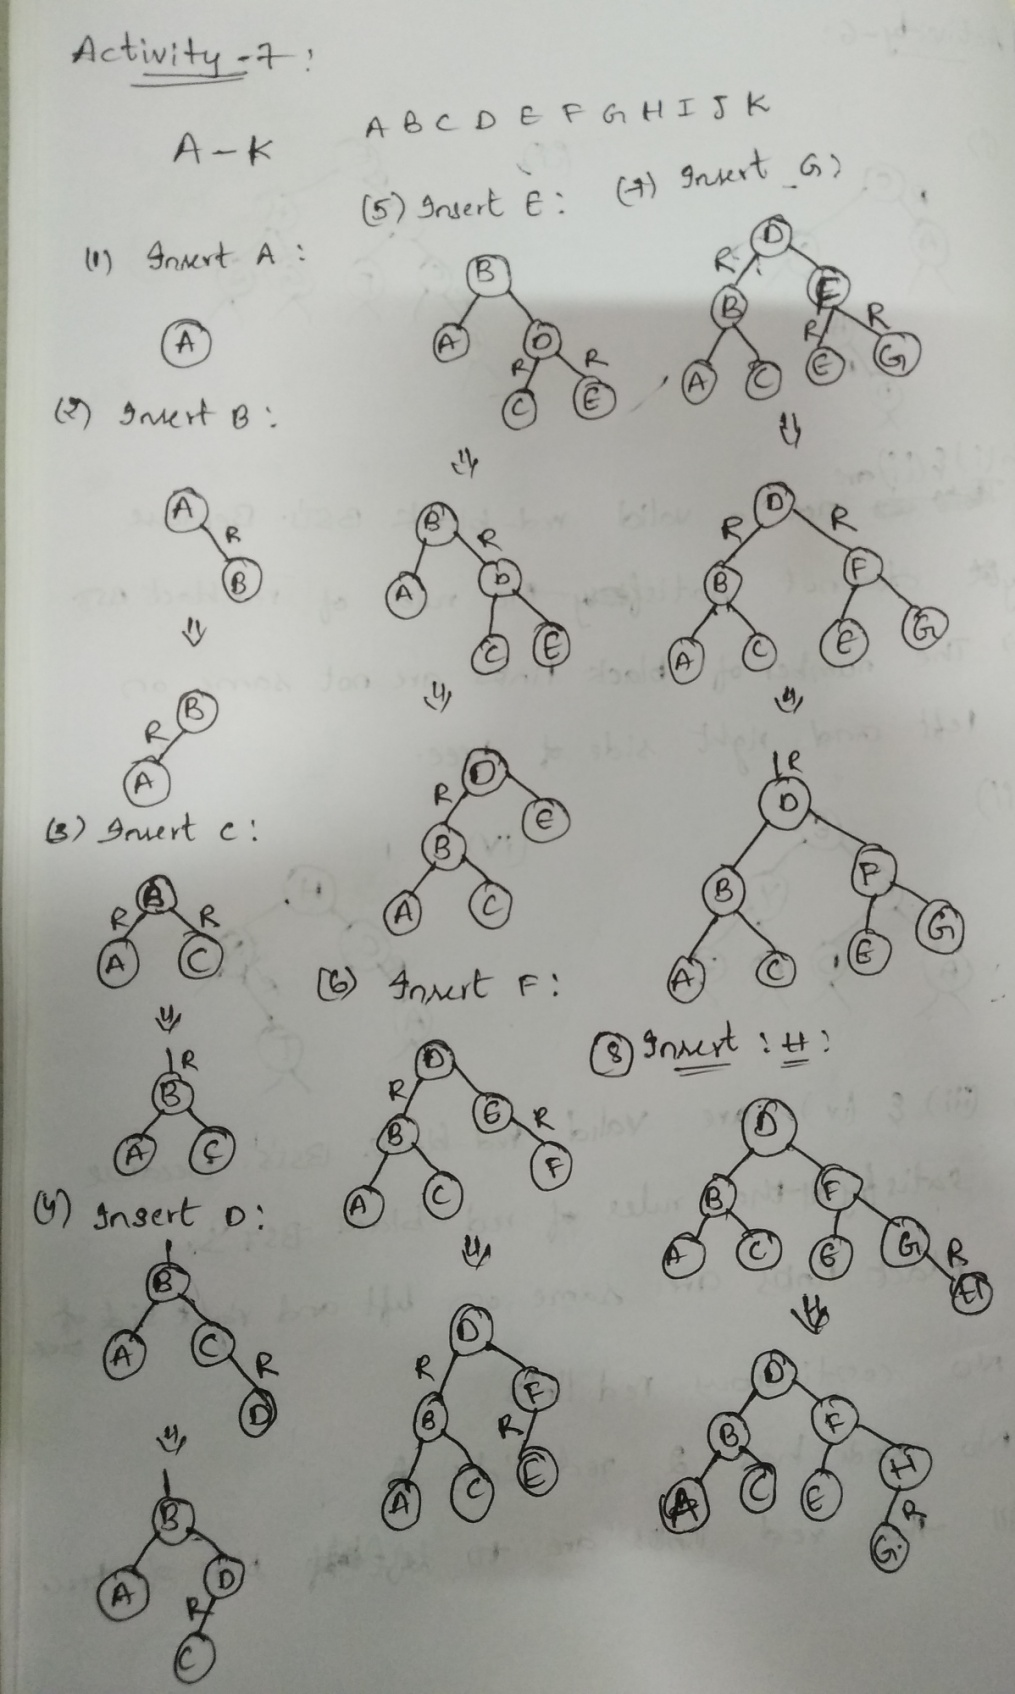 Activity-7:
A-K
A B C D E F G H I J K
(1) Insert A:
A
(2) Insert B:
A
R
B
B
R
A
(3) Insert C:
B
R R
A C
R
B
A C
(4) Insert D:
B
A C
R
D
B
A D
R
C
(5) Insert E:
B
A D
R R
C E
B
R
A D
C E
D
R
B E
A C
(6) Insert F:
D
R
B E
R
A C F
D
R
B F
R
A C E
(7) Insert G:
D
R
B F
R R
A C E G
D
R R
B F
A C E G
R
D
B F
A C E G
(8) Insert : H:
D
B F
A C E G
R
H
D
B F
A C E H
R
G